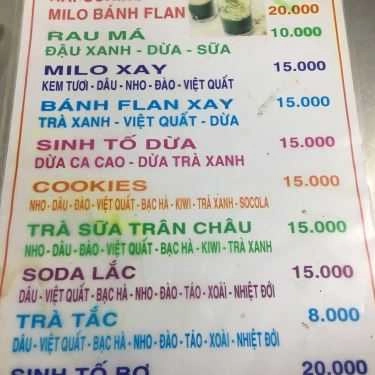 MILO BÁNH FLAN 20.000
RAU MÁ 10.000
ĐẬU XANH - DỪA - SỮA
MILO XAY 15.000
KEM TƯƠI - DÂU - NHO - ĐÀO - VIỆT QUẤT
BÁNH FLAN XAY 15.000
TRÀ XANH - VIỆT QUẤT - DỪA
SINH TỐ DỪA 15.000
DỪA CA CAO - DỪA TRÀ XANH
COOKIES 15.000
NHO - DÂU - ĐÀO - VIỆT QUẤT - BẠC HÀ - KIWI - TRÀ XANH - SOCOLA
TRÀ SỮA TRÂN CHÂU 15.000
NHO - DÂU - ĐÀO - VIỆT QUẤT - BẠC HÀ - KIWI - TRÀ XANH
SODA LẮC 15.000
DÂU - VIỆT QUẤT - BẠC HÀ - NHO - ĐÀO - TÁO - XOÀI - NHIỆT ĐỚI
TRÀ TẮC 8.000
DÂU - VIỆT QUẤT - BẠC HÀ - NHO - ĐÀO - TÁO - XOÀI - NHIỆT ĐỚI
SINH TỐ BƠ 20.000